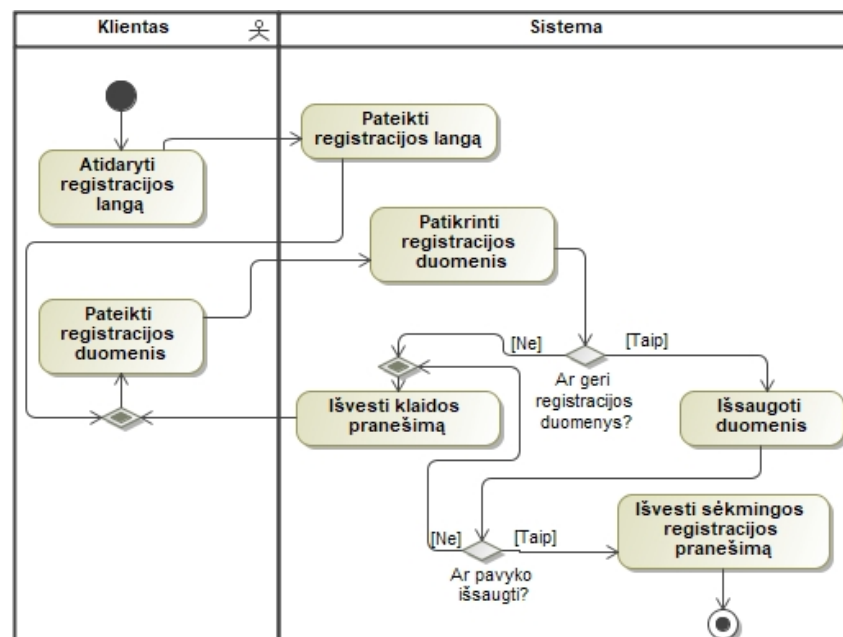 Klientas
Sistema
Pateikti
registracijos langą
Atidaryti
registracijos
langą
Patikrinti
registracijos
duomenis
Pateikti
registracijos
duomenis
[Ne]
[Taip]
Ar geri
registracijos
duomenys?
Išvesti klaidos
pranešimą
Išsaugoti
duomenis
Išvesti sėkmingos
registracijos
pranešimą
[Ne]
[Taip]
Ar pavyko
išsaugti?